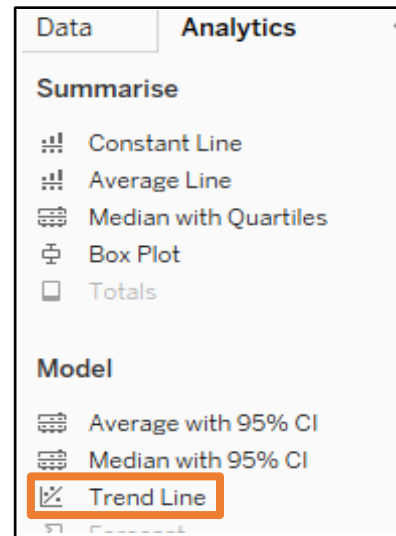 Data Analytics
Summarise
Constant Line
Average Line
Median with Quartiles
Box Plot
Totals
Model
Average with 95% CI
Median with 95% CI
Trend Line
Forecast